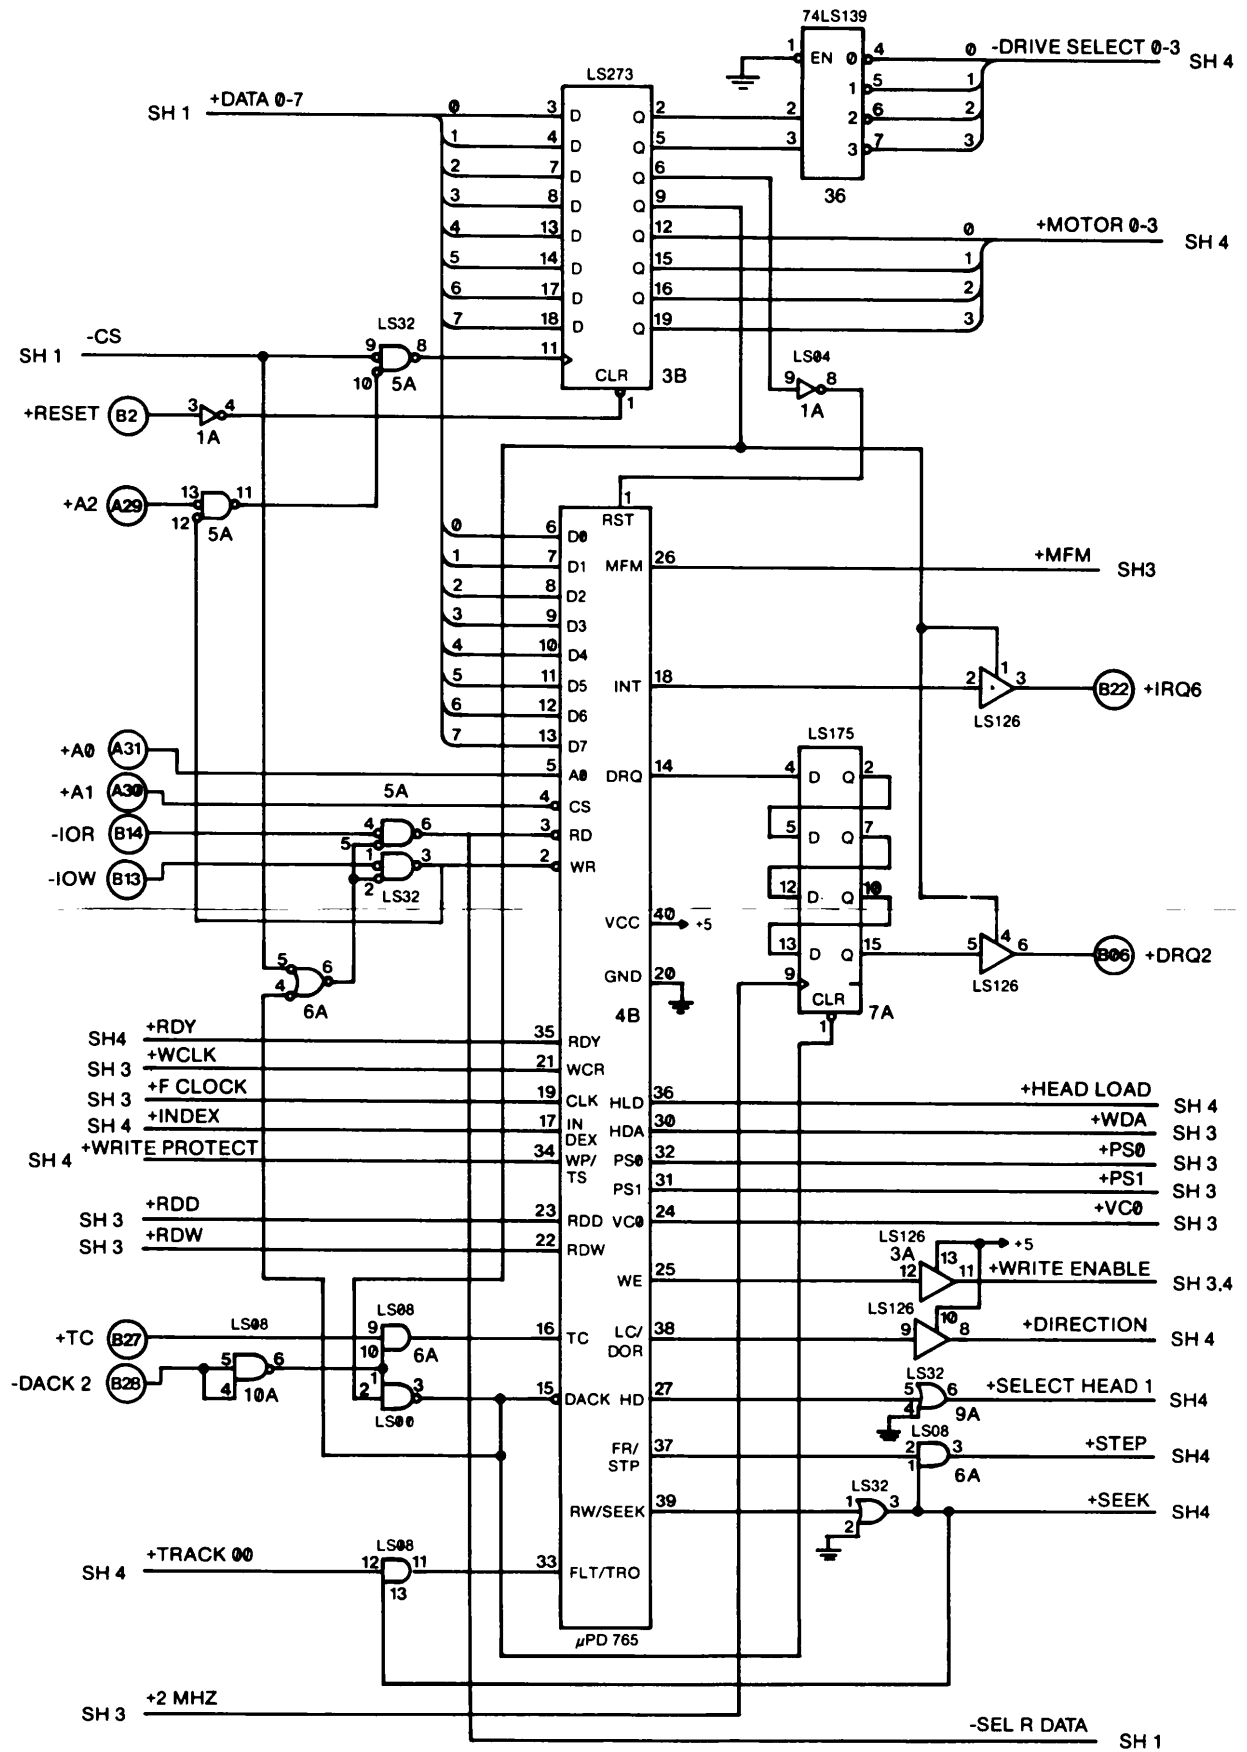 74LS139
1 EN 0 4 0 -DRIVE SELECT 0-3 SH 4
1 5 1
2 2 6 2
3 3 7 3
36
LS273
SH 1 +DATA 0-7 0 3 D Q 2
1 4 D Q 5
2 7 D Q 6
3 8 D Q 9
4 13 D Q 12 0 +MOTOR 0-3 SH 4
5 14 D Q 15 1
6 17 D Q 16 2
7 18 D Q 19 3
LS32
SH 1 -CS 9 8 11
10 5A
CLR 3B
1
LS04
9 8
1A
+RESET B2 3 4
1A
+A2 A29 13 11
12 5A
1
RST
0 6 D0
1 7 D1 MFM 26 +MFM SH3
2 8 D2
3 9 D3
4 10 D4
5 11 D5 INT 18 2 1 3 B22 +IRQ6
LS126
6 12 D6
7 13 D7
LS175
+A0 A31 5 A0 DRQ 14 4 D Q 2
+A1 A30 5A 4 CS
-IOR B14 4 6 3 RD 5 D Q 7
5
-IOW B13 1 3 2 WR
2 LS32
12 D Q 10
VCC 40 +5
13 D Q 15 5 4 6 B06 +DRQ2
LS126
5 6
4 6A
GND 20
9
CLR
4B 1 7A
SH4 +RDY 35 RDY
SH 3 +WCLK 21 WCR
SH 3 +F CLOCK 19 CLK HLD 36 +HEAD LOAD SH 4
SH 4 +INDEX 17 IN DEX HDA 30 +WDA SH 3
SH 4 +WRITE PROTECT 34 WP/ TS PS0 32 +PS0 SH 3
PS1 31 +PS1 SH 3
SH 3 +RDD 23 RDD VC0 24 +VC0 SH 3
SH 3 +RDW 22 RDW
LS126
3A 13 +5
WE 25 12 11 +WRITE ENABLE SH 3,4
LS126 10
+TC B27 LS08 LS08
9 16 TC LC/ DOR 38 9 8 +DIRECTION SH 4
10 6A
-DACK 2 B28 5 6
4 10A
1
2 3 15 DACK HD 27 LS32 5 6 +SELECT HEAD 1 SH4
LS00
4 9A
LS08
FR/ STP 37 2 3 +STEP SH4
1 6A
LS32
RW/SEEK 39 1 3 +SEEK SH4
2
LS08
SH 4 +TRACK 00 12 11 33 FLT/TRO
13
μPD 765
SH 3 +2 MHZ
-SEL R DATA SH 1